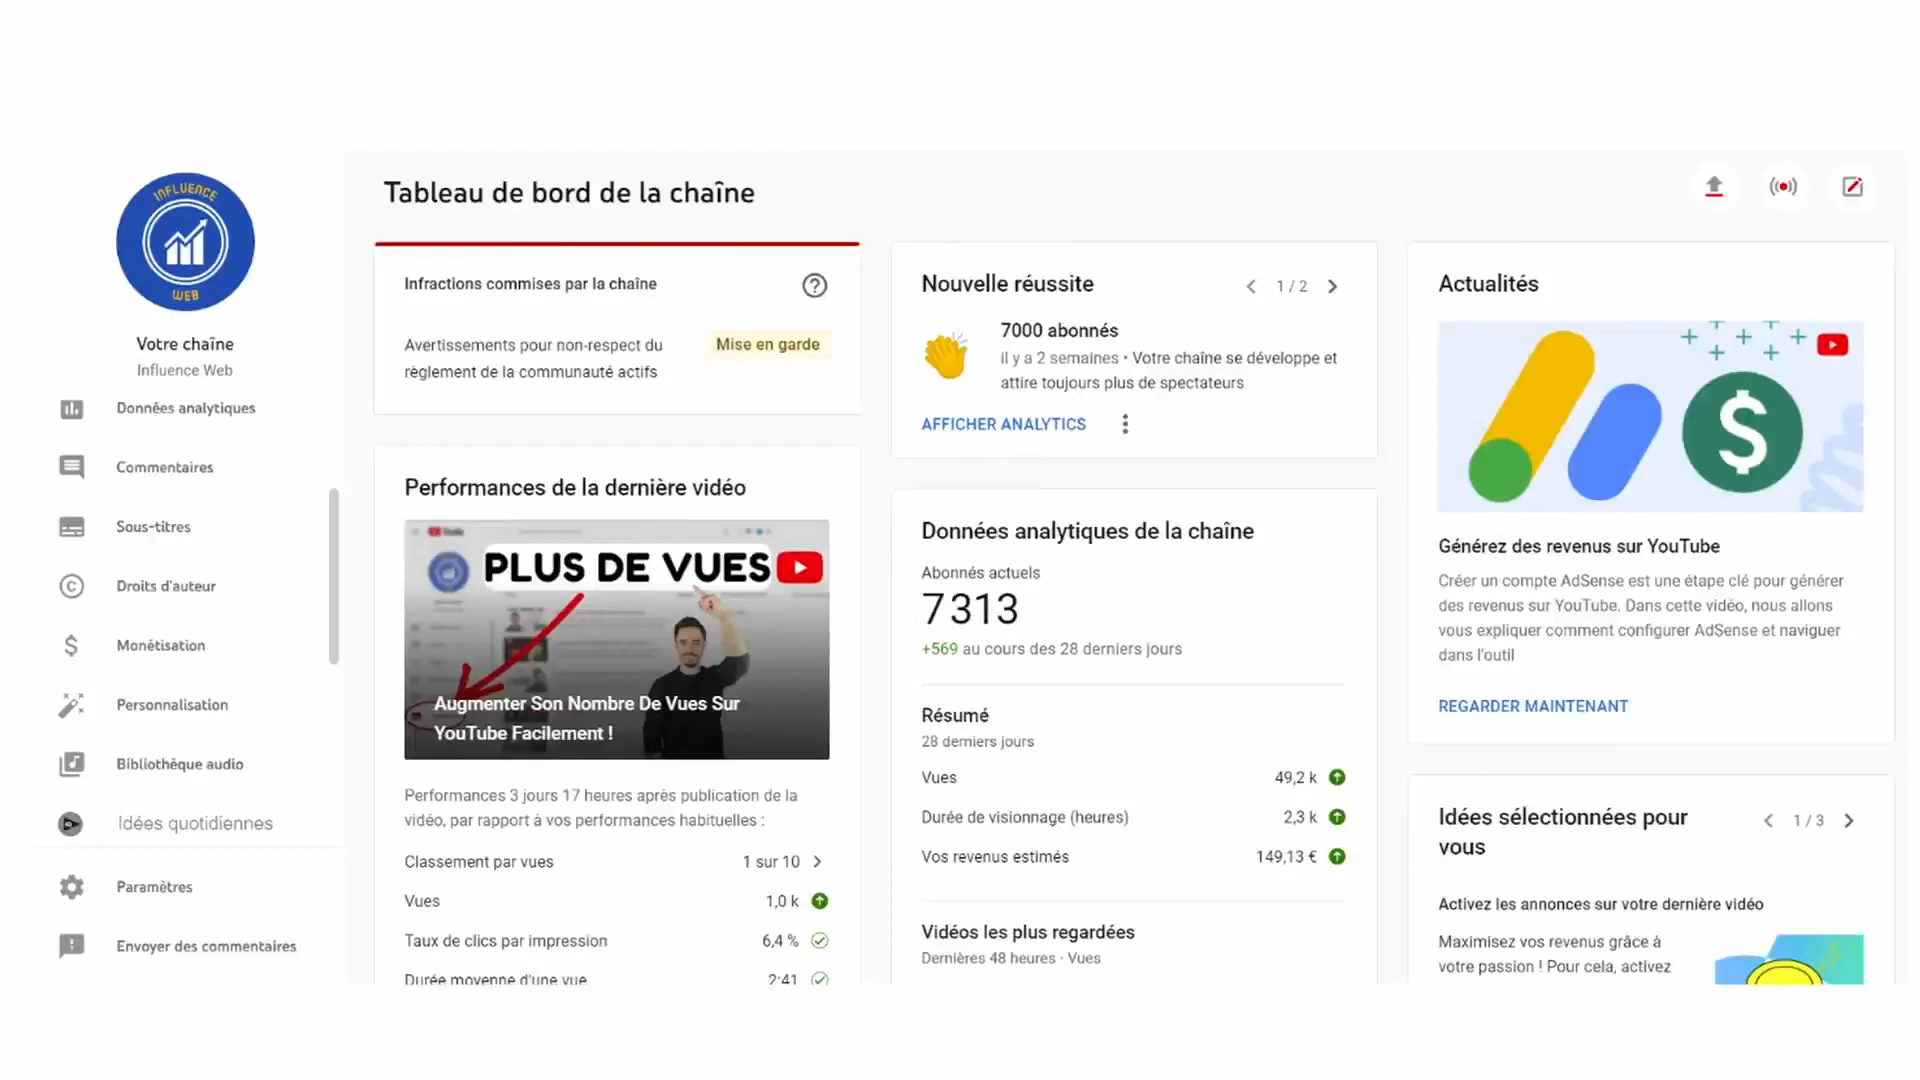 INFLUENCE
WEB
Votre chaîne
Influence Web
Données analytiques
Commentaires
Sous-titres
Droits d'auteur
Monétisation
Personnalisation
Bibliothèque audio
Idées quotidiennes
Paramètres
Envoyer des commentaires
Tableau de bord de la chaîne
Infractions commises par la chaîne
Avertissements pour non-respect du
règlement de la communauté actifs
Mise en garde
Performances de la dernière vidéo
PLUS DE VUES
Augmenter Son Nombre De Vues Sur
YouTube Facilement !
Performances 3 jours 17 heures après publication de la
vidéo, par rapport à vos performances habituelles :
Classement par vues 1 sur 10
Vues 1,0 k
Taux de clics par impression 6,4 %
Durée moyenne d'une vue 2:41
Nouvelle réussite
1 / 2
7000 abonnés
il y a 2 semaines • Votre chaîne se développe et
attire toujours plus de spectateurs
AFFICHER ANALYTICS
Données analytiques de la chaîne
Abonnés actuels
7 313
+569 au cours des 28 derniers jours
Résumé
28 derniers jours
Vues 49,2 k
Durée de visionnage (heures) 2,3 k
Vos revenus estimés 149,13 €
Vidéos les plus regardées
Dernières 48 heures · Vues
Actualités
Générez des revenus sur YouTube
Créer un compte AdSense est une étape clé pour générer
des revenus sur YouTube. Dans cette vidéo, nous allons
vous expliquer comment configurer AdSense et naviguer
dans l'outil
REGARDER MAINTENANT
Idées sélectionnées pour
vous
1 / 3
Activez les annonces sur votre dernière vidéo
Maximisez vos revenus grâce à
votre passion ! Pour cela, activez